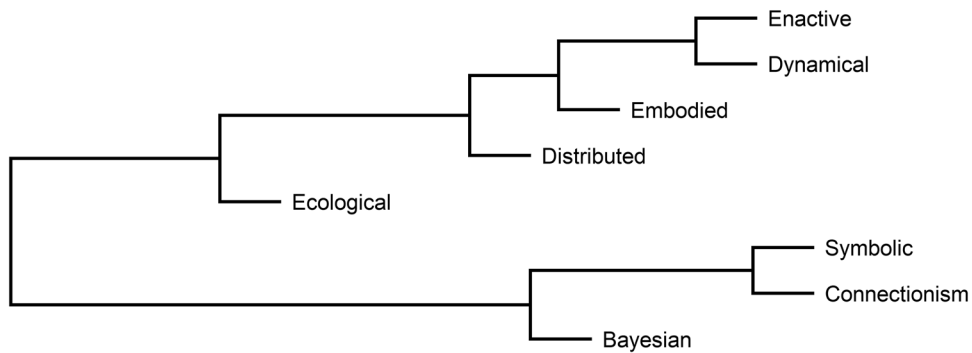 Enactive
Dynamical
Embodied
Distributed
Ecological
Symbolic
Connectionism
Bayesian